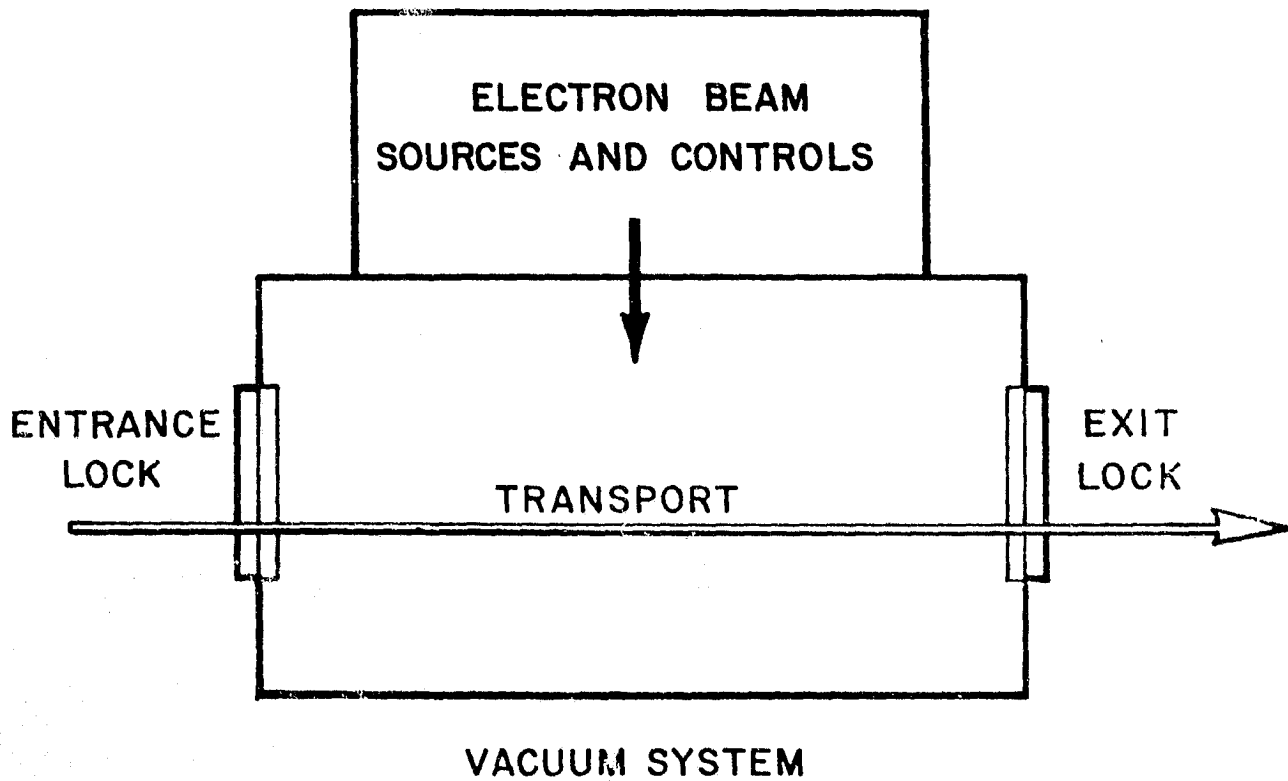 ELECTRON BEAM
SOURCES AND CONTROLS
ENTRANCE
LOCK
TRANSPORT
EXIT
LOCK
VACUUM SYSTEM